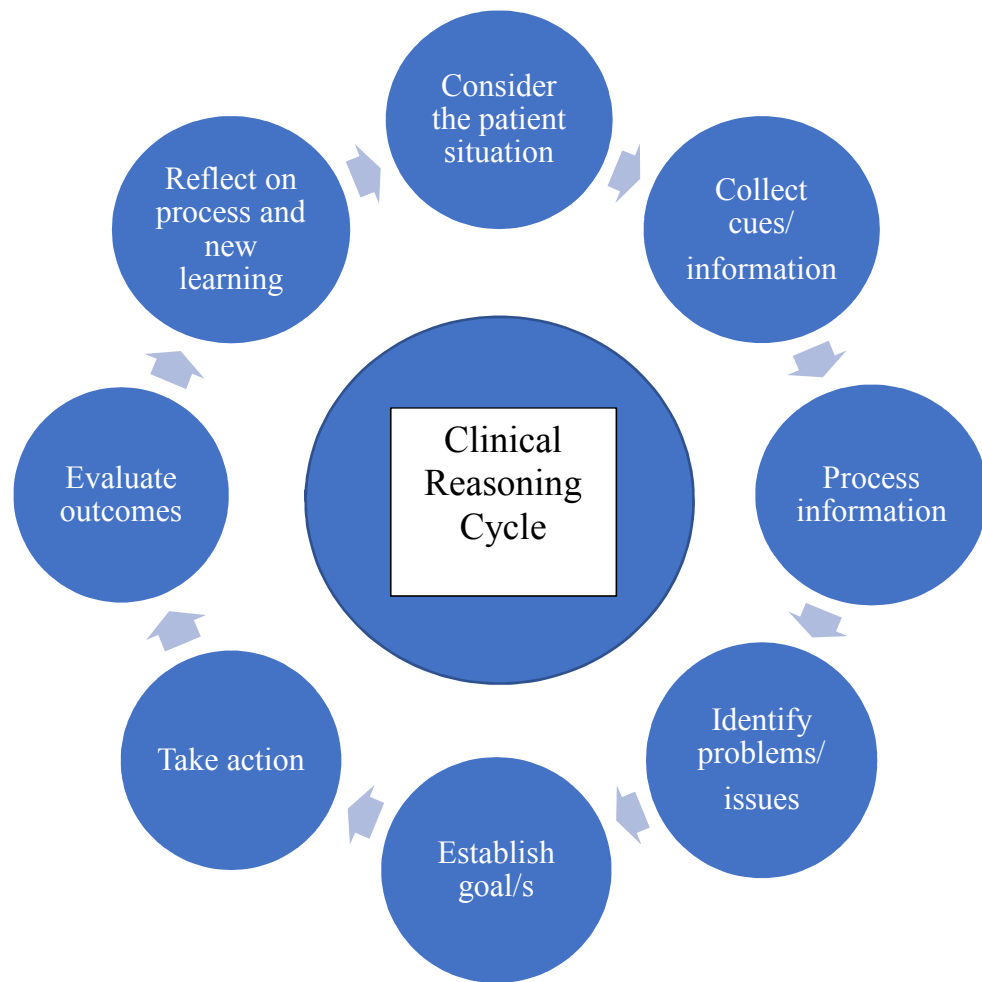 Consider
the patient
situation
Collect
cues/
information
Process
information
Identify
problems/
issues
Establish
goal/s
Take action
Evaluate
outcomes
Reflect on
process and
new
learning
Clinical
Reasoning
Cycle